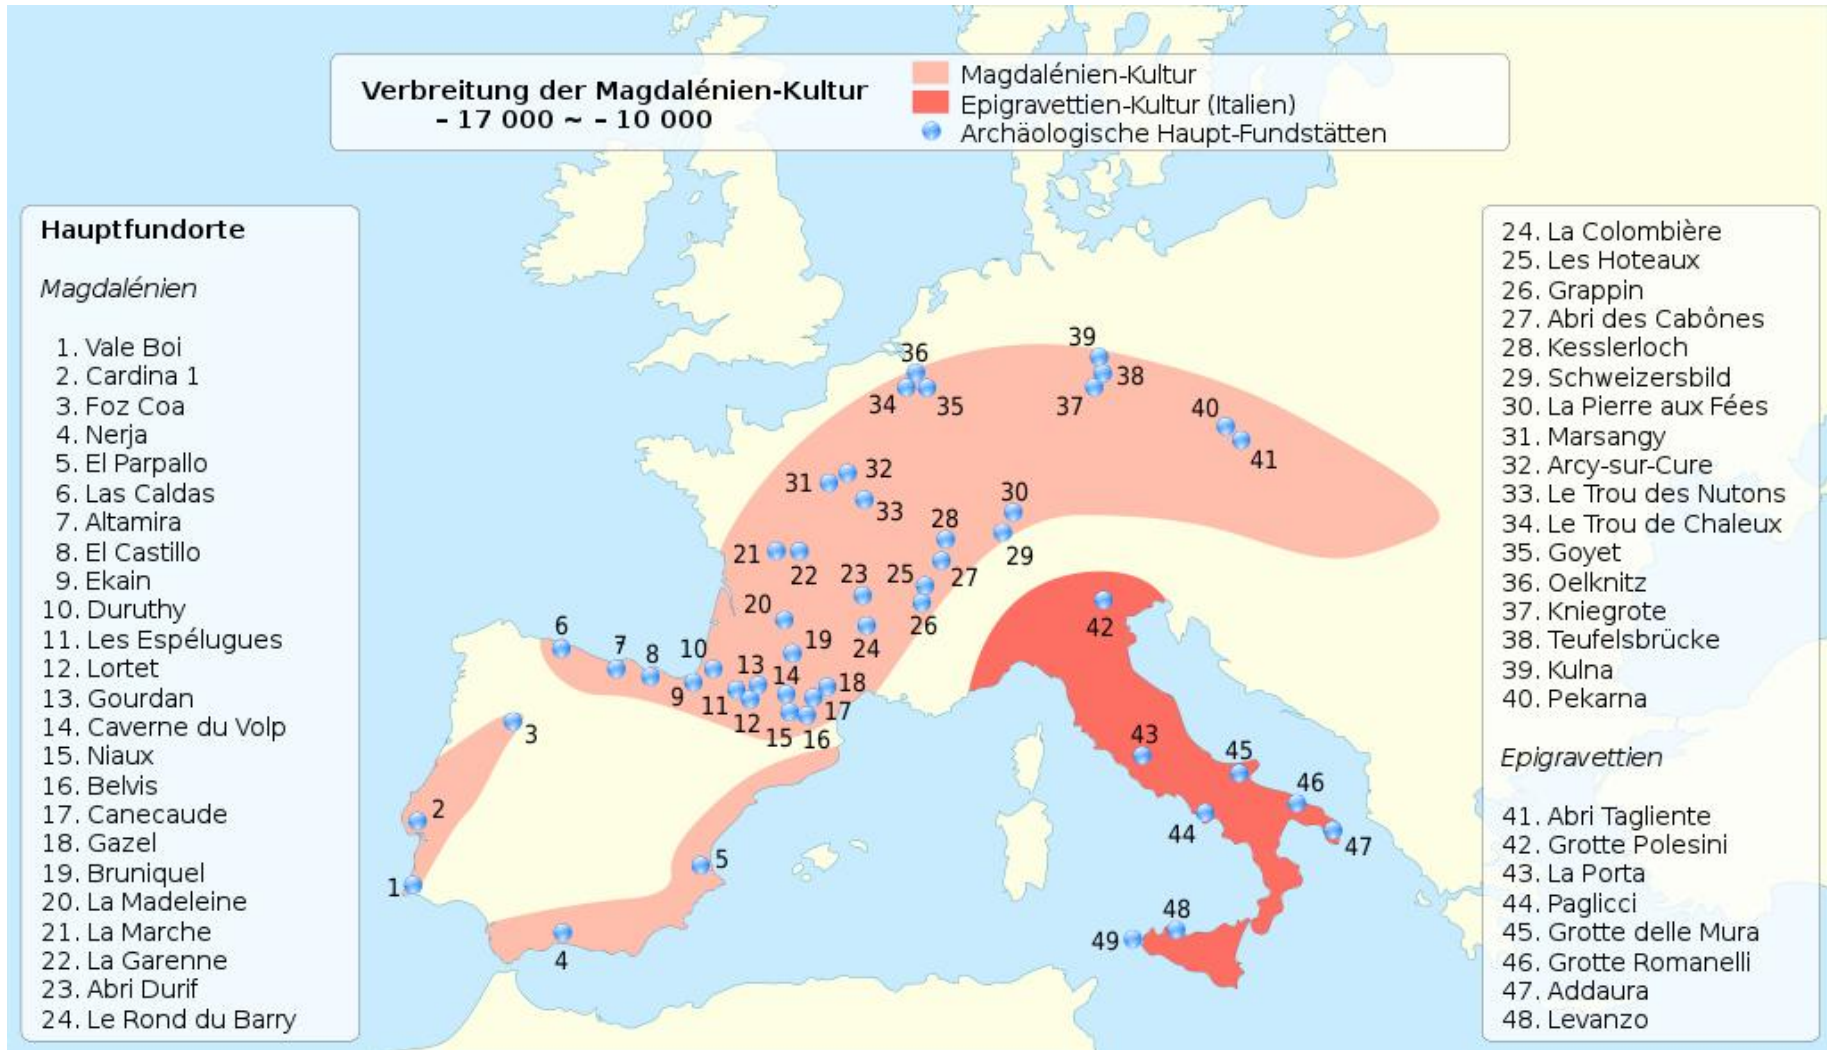 Verbreitung der Magdalénien-Kultur
– 17 000 ~ – 10 000
Magdalénien-Kultur
Epigravettien-Kultur (Italien)
Archäologische Haupt-Fundstätten
Hauptfundorte
Magdalénien
1. Vale Boi
2. Cardina 1
3. Foz Coa
4. Nerja
5. El Parpallo
6. Las Caldas
7. Altamira
8. El Castillo
9. Ekain
10. Duruthy
11. Les Espélugues
12. Lortet
13. Gourdan
14. Caverne du Volp
15. Niaux
16. Belvis
17. Canecaude
18. Gazel
19. Bruniquel
20. La Madeleine
21. La Marche
22. La Garenne
23. Abri Durif
24. Le Rond du Barry
24. La Colombière
25. Les Hoteaux
26. Grappin
27. Abri des Cabônes
28. Kesslerloch
29. Schweizersbild
30. La Pierre aux Fées
31. Marsangy
32. Arcy-sur-Cure
33. Le Trou des Nutons
34. Le Trou de Chaleux
35. Goyet
36. Oelknitz
37. Kniegrote
38. Teufelsbrücke
39. Kulna
40. Pekarna
Epigravettien
41. Abri Tagliente
42. Grotte Polesini
43. La Porta
44. Paglicci
45. Grotte delle Mura
46. Grotte Romanelli
47. Addaura
48. Levanzo
39
36
38
34
35
37
40
41
32
31
30
33
28
29
21
22
23
25
27
20
26
42
6
19
24
7
8
10
13
14
18
9
11
12
17
15
16
3
43
45
46
2
44
47
5
1
48
49
4